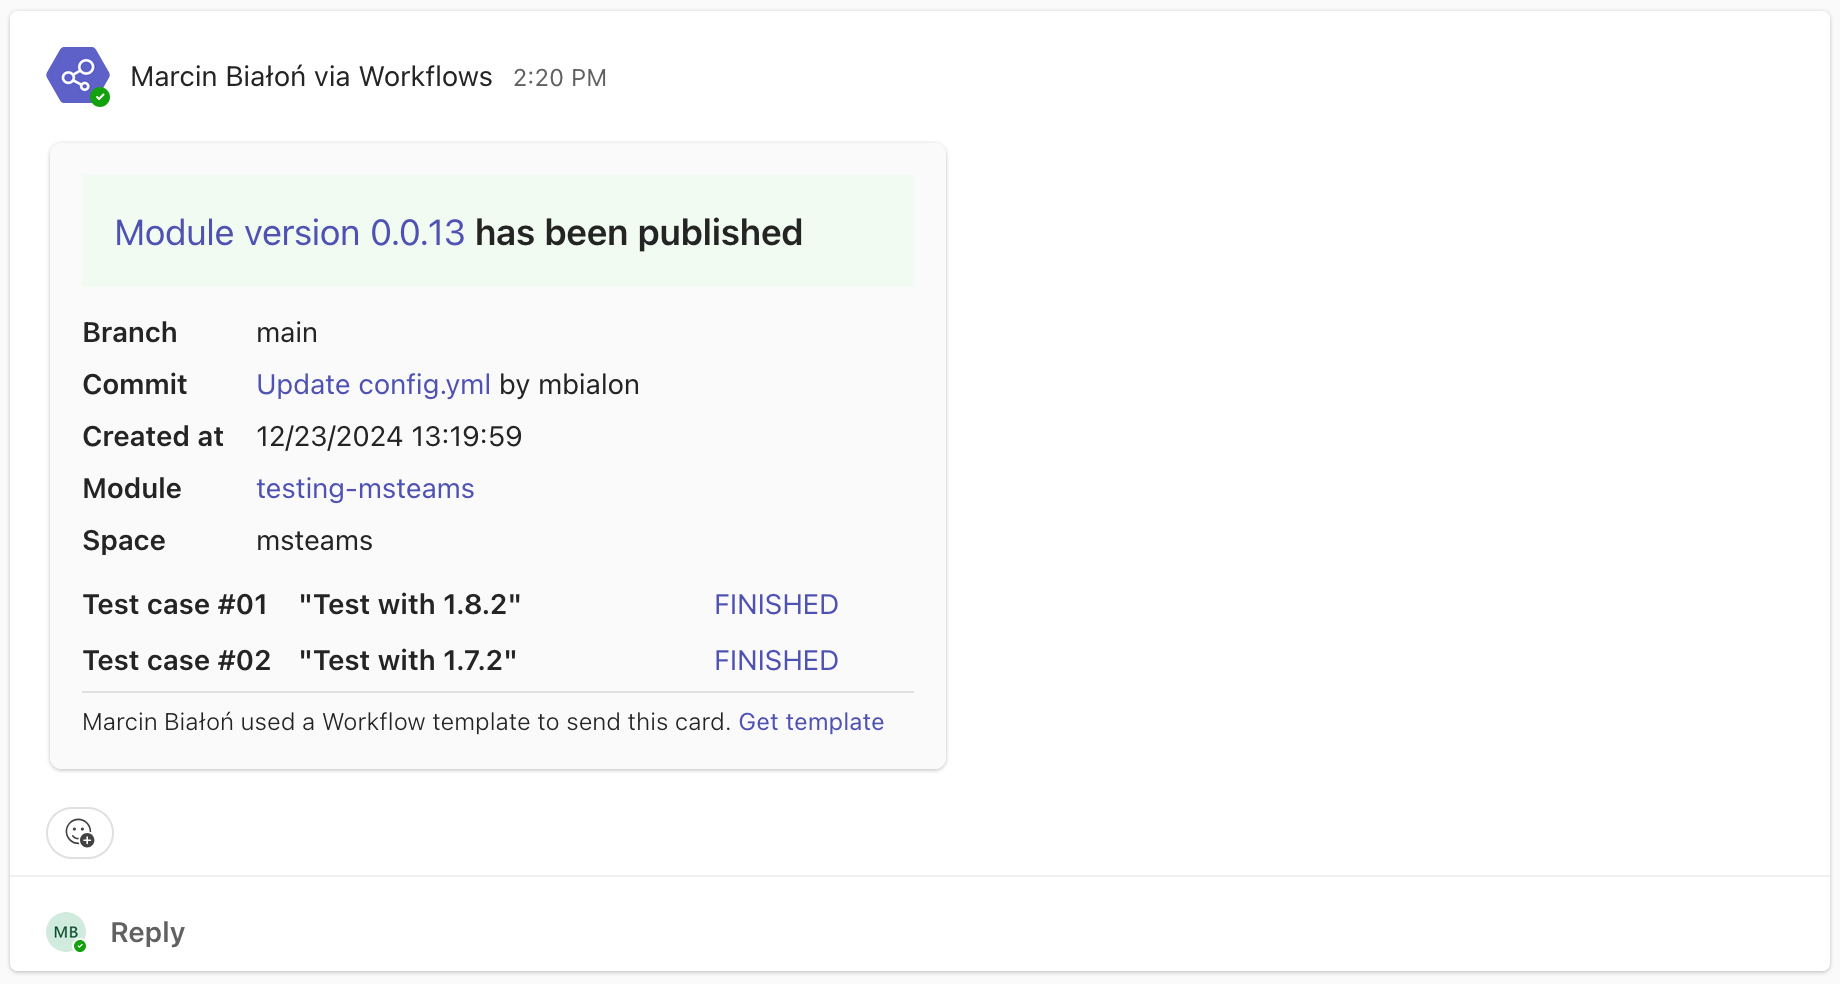 Marcin Białoń via Workflows 2:20 PM
Module version 0.0.13 has been published
Branch main
Commit Update config.yml by mbialon
Created at 12/23/2024 13:19:59
Module testing-msteams
Space msteams
Test case #01 "Test with 1.8.2" FINISHED
Test case #02 "Test with 1.7.2" FINISHED
Marcin Białoń used a Workflow template to send this card. Get template
MB Reply